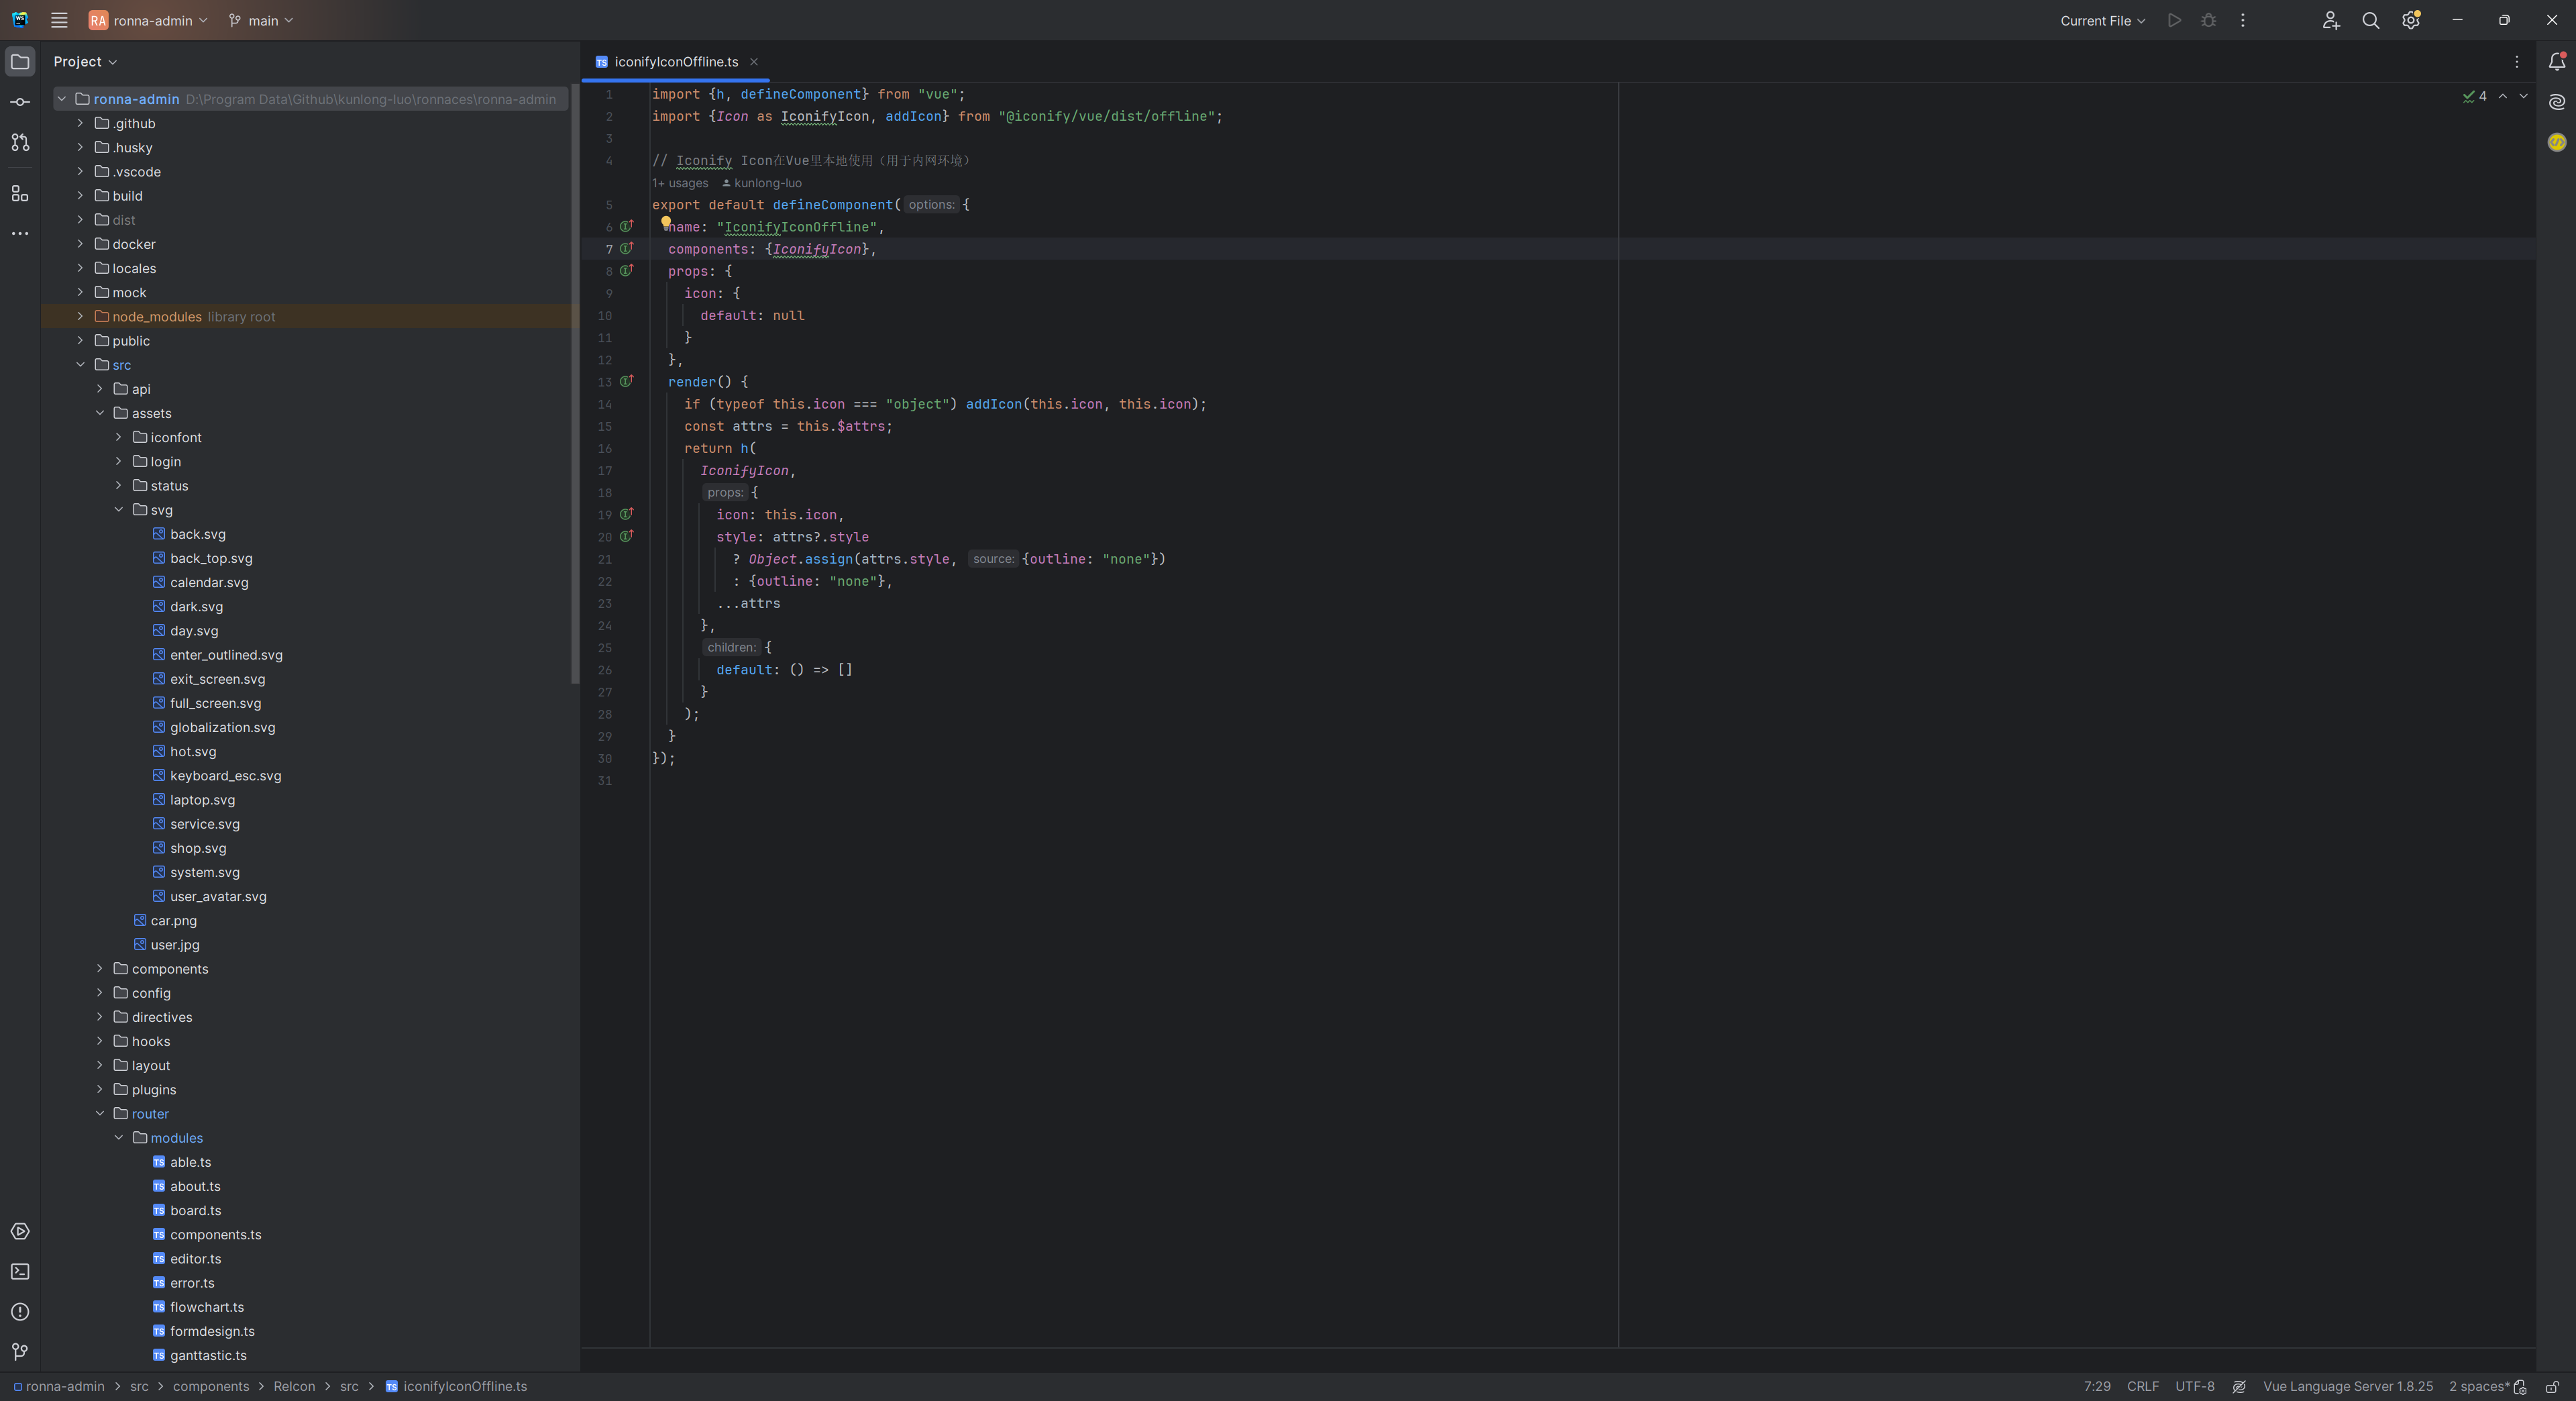 RA ronna-admin main Current File
Project
ronna-admin D:\Program Data\Github\kunlong-luo\ronnaces\ronna-admin
.github
.husky
.vscode
build
dist
docker
locales
mock
node_modules library root
public
src
api
assets
iconfont
login
status
svg
back.svg
back_top.svg
calendar.svg
dark.svg
day.svg
enter_outlined.svg
exit_screen.svg
full_screen.svg
globalization.svg
hot.svg
keyboard_esc.svg
laptop.svg
service.svg
shop.svg
system.svg
user_avatar.svg
car.png
user.jpg
components
config
directives
hooks
layout
plugins
router
modules
TS able.ts
TS about.ts
TS board.ts
TS components.ts
TS editor.ts
TS error.ts
TS flowchart.ts
TS formdesign.ts
TS ganttastic.ts
TS iconifyIconOffline.ts
4
1 import {h, defineComponent} from "vue";
2 import {Icon as IconifyIcon, addIcon} from "@iconify/vue/dist/offline";
3
4 // Iconify Icon在Vue里本地使用（用于内网环境）
1+ usages kunlong-luo
5 export default defineComponent( options: {
6 name: "IconifyIconOffline",
7 components: {IconifyIcon},
8 props: {
9 icon: {
10 default: null
11 }
12 },
13 render() {
14 if (typeof this.icon === "object") addIcon(this.icon, this.icon);
15 const attrs = this.$attrs;
16 return h(
17 IconifyIcon,
18 props: {
19 icon: this.icon,
20 style: attrs?.style
21 ? Object.assign(attrs.style, source: {outline: "none"})
22 : {outline: "none"},
23 ...attrs
24 },
25 children: {
26 default: () => []
27 }
28 );
29 }
30 });
31
ronna-admin > src > components > ReIcon > src > TS iconifyIconOffline.ts
7:29 CRLF UTF-8 Vue Language Server 1.8.25 2 spaces*